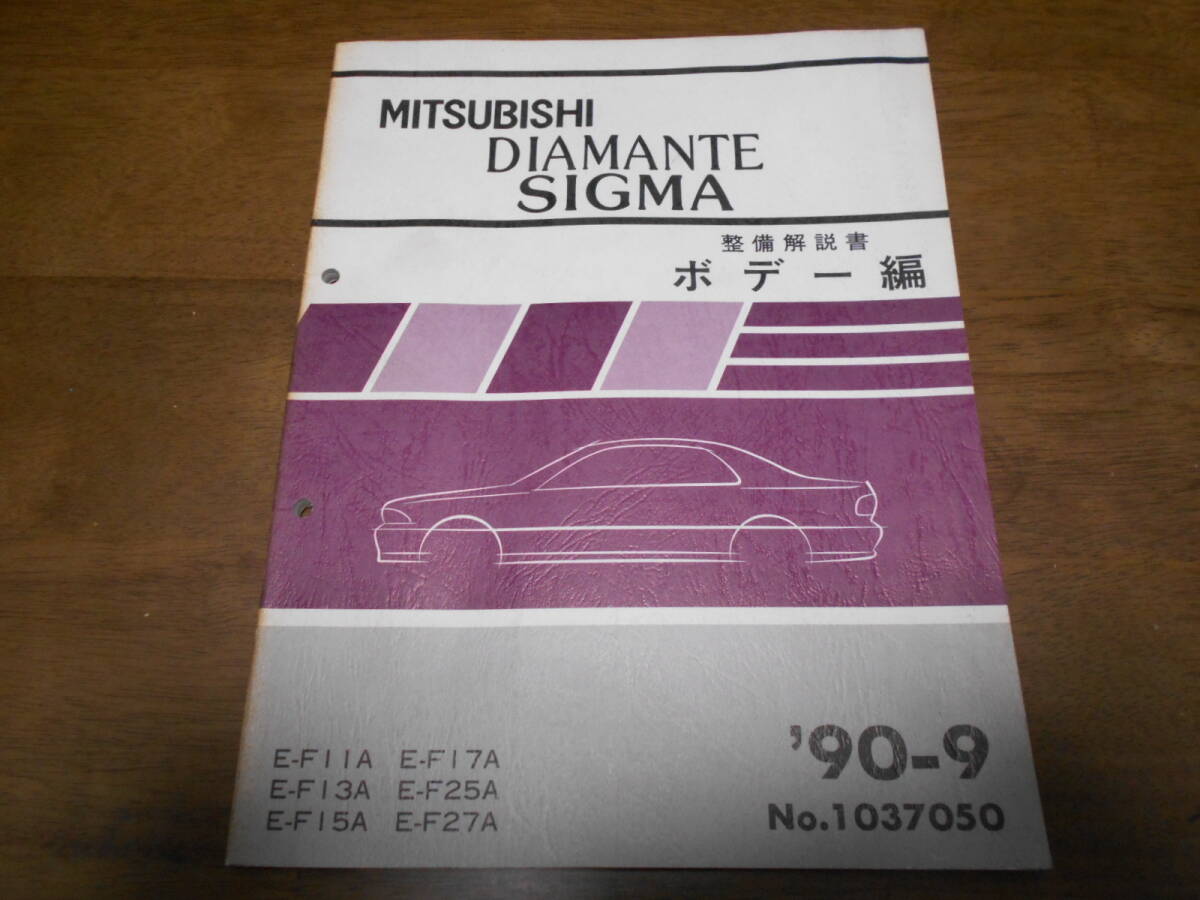 MITSUBISHI
DIAMANTE
SIGMA
整備解説書
ボデー編
E-F11A E-F17A
E-F13A E-F25A
E-F15A E-F27A
'90-9
No.1037050